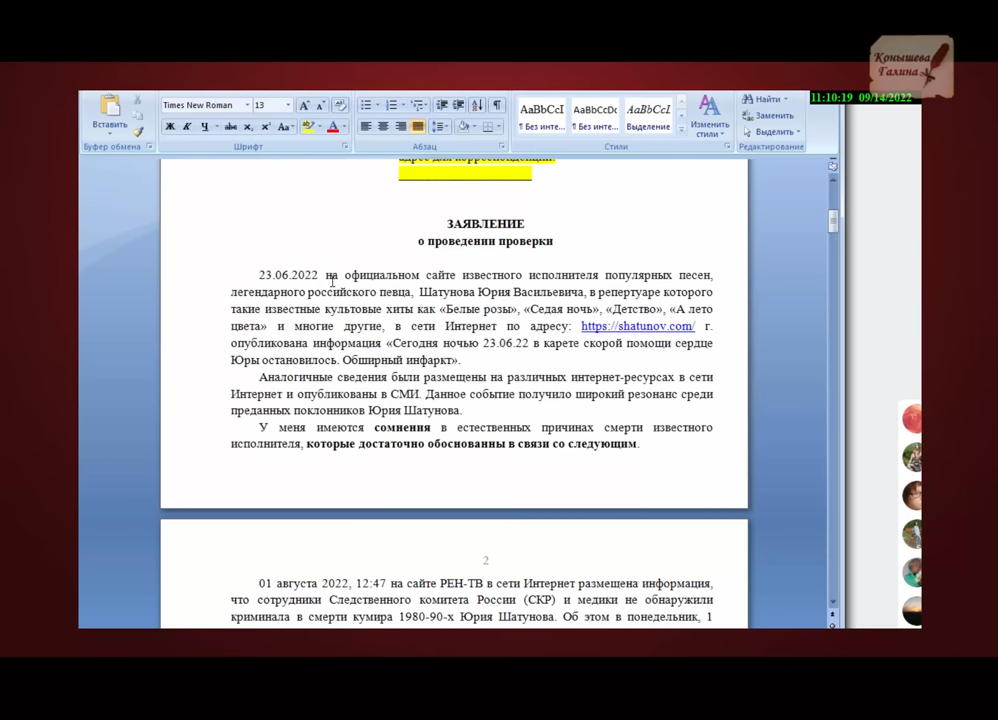 Конышева
Галина
11:10:19 09/14/2022
Вставить
Буфер обмена
Times New Roman
13
Ж К Ч abc x₂ x² Aa A
Шрифт
Абзац
AaBbCcI AaBbCcDc AaBbCcI
¶ Без инте... ¶ Без инте... Выделение
Изменить
стили
Стили
Найти
Заменить
Выделить
Редактирование
адрес для корреспонденции:
ЗАЯВЛЕНИЕ
о проведении проверки
23.06.2022 на официальном сайте известного исполнителя популярных песен,
легендарного российского певца, Шатунова Юрия Васильевича, в репертуаре которого
такие известные культовые хиты как «Белые розы», «Седая ночь», «Детство», «А лето
цвета» и многие другие, в сети Интернет по адресу: https://shatunov.com/ г.
опубликована информация «Сегодня ночью 23.06.22 в карете скорой помощи сердце
Юры остановилось. Обширный инфаркт».
Аналогичные сведения были размещены на различных интернет-ресурсах в сети
Интернет и опубликованы в СМИ. Данное событие получило широкий резонанс среди
преданных поклонников Юрия Шатунова.
У меня имеются сомнения в естественных причинах смерти известного
исполнителя, которые достаточно обоснованны в связи со следующим.
2
01 августа 2022, 12:47 на сайте РЕН-ТВ в сети Интернет размещена информация,
что сотрудники Следственного комитета России (СКР) и медики не обнаружили
криминала в смерти кумира 1980-90-х Юрия Шатунова. Об этом в понедельник, 1